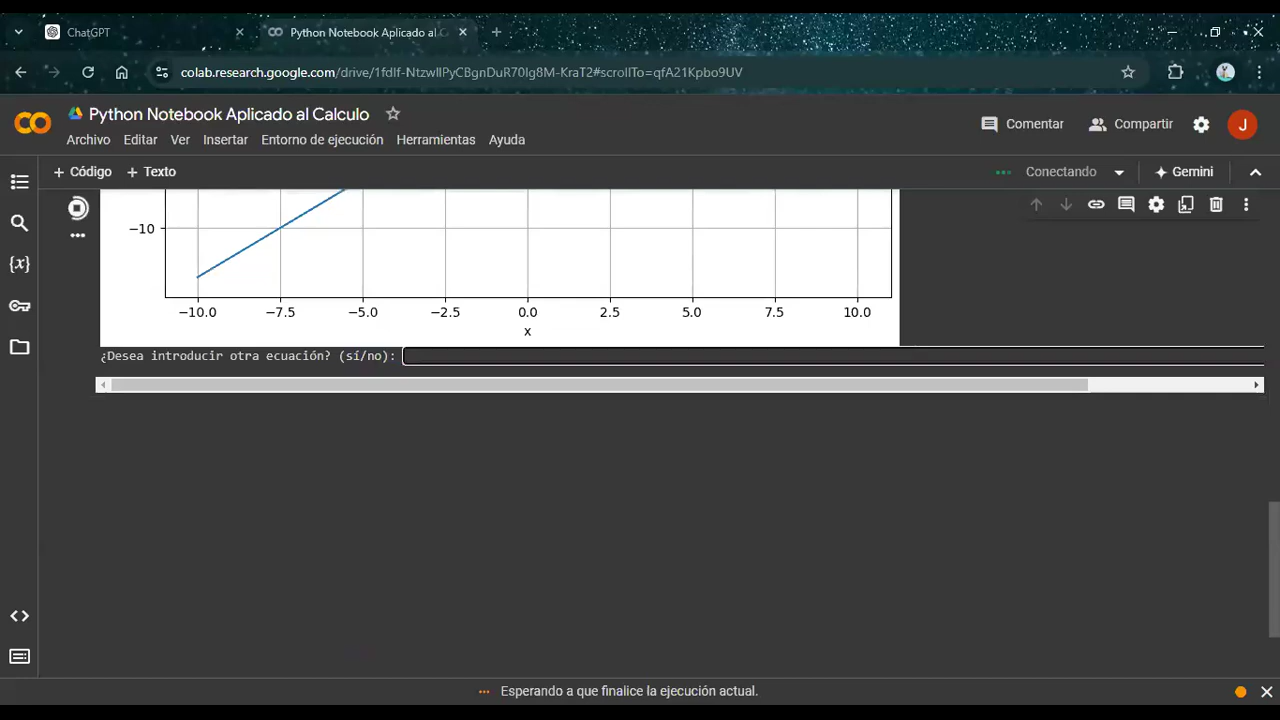 ChatGPT
Python Notebook Aplicado al C
colab.research.google.com/drive/1fdIf-NtzwIlPyCBgnDuR70Ig8M-KraT2#scrollTo=qfA21Kpbo9UV
Python Notebook Aplicado al Calculo
Archivo Editar Ver Insertar Entorno de ejecución Herramientas Ayuda
Comentar Compartir J
+ Código + Texto
Conectando Gemini
{x}
−10
−10.0 −7.5 −5.0 −2.5 0.0 2.5 5.0 7.5 10.0
x
¿Desea introducir otra ecuación? (sí/no):
Esperando a que finalice la ejecución actual.